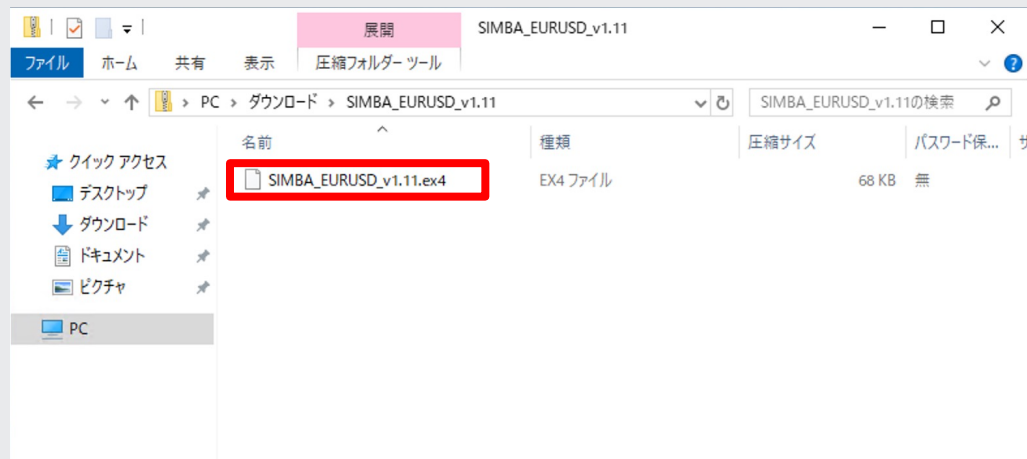 展開
SIMBA_EURUSD_v1.11
ファイル ホーム 共有 表示 圧縮フォルダー ツール
PC › ダウンロード › SIMBA_EURUSD_v1.11
SIMBA_EURUSD_v1.11の検索
名前 種類 圧縮サイズ パスワード保... サ
SIMBA_EURUSD_v1.11.ex4 EX4 ファイル 68 KB 無
クイック アクセス
デスクトップ
ダウンロード
ドキュメント
ピクチャ
PC